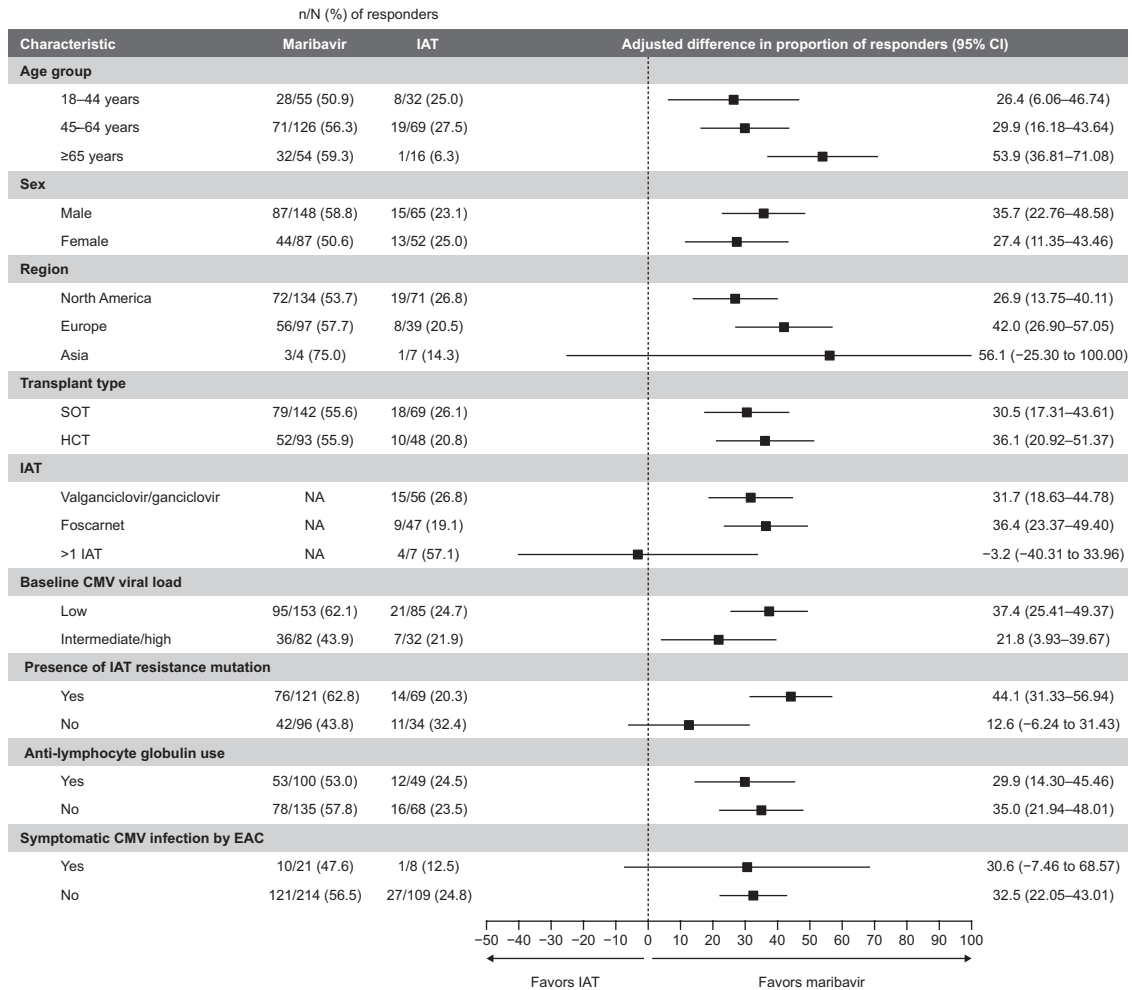 n/N (%) of responders
Characteristic Maribavir IAT Adjusted difference in proportion of responders (95% CI)
Age group
18–44 years 28/55 (50.9) 8/32 (25.0) 26.4 (6.06–46.74)
45–64 years 71/126 (56.3) 19/69 (27.5) 29.9 (16.18–43.64)
≥65 years 32/54 (59.3) 1/16 (6.3) 53.9 (36.81–71.08)
Sex
Male 87/148 (58.8) 15/65 (23.1) 35.7 (22.76–48.58)
Female 44/87 (50.6) 13/52 (25.0) 27.4 (11.35–43.46)
Region
North America 72/134 (53.7) 19/71 (26.8) 26.9 (13.75–40.11)
Europe 56/97 (57.7) 8/39 (20.5) 42.0 (26.90–57.05)
Asia 3/4 (75.0) 1/7 (14.3) 56.1 (−25.30 to 100.00)
Transplant type
SOT 79/142 (55.6) 18/69 (26.1) 30.5 (17.31–43.61)
HCT 52/93 (55.9) 10/48 (20.8) 36.1 (20.92–51.37)
IAT
Valganciclovir/ganciclovir NA 15/56 (26.8) 31.7 (18.63–44.78)
Foscarnet NA 9/47 (19.1) 36.4 (23.37–49.40)
>1 IAT NA 4/7 (57.1) −3.2 (−40.31 to 33.96)
Baseline CMV viral load
Low 95/153 (62.1) 21/85 (24.7) 37.4 (25.41–49.37)
Intermediate/high 36/82 (43.9) 7/32 (21.9) 21.8 (3.93–39.67)
Presence of IAT resistance mutation
Yes 76/121 (62.8) 14/69 (20.3) 44.1 (31.33–56.94)
No 42/96 (43.8) 11/34 (32.4) 12.6 (−6.24 to 31.43)
Anti-lymphocyte globulin use
Yes 53/100 (53.0) 12/49 (24.5) 29.9 (14.30–45.46)
No 78/135 (57.8) 16/68 (23.5) 35.0 (21.94–48.01)
Symptomatic CMV infection by EAC
Yes 10/21 (47.6) 1/8 (12.5) 30.6 (−7.46 to 68.57)
No 121/214 (56.5) 27/109 (24.8) 32.5 (22.05–43.01)
−50 −40 −30 −20 −10 0 10 20 30 40 50 60 70 80 90 100
Favors IAT Favors maribavir